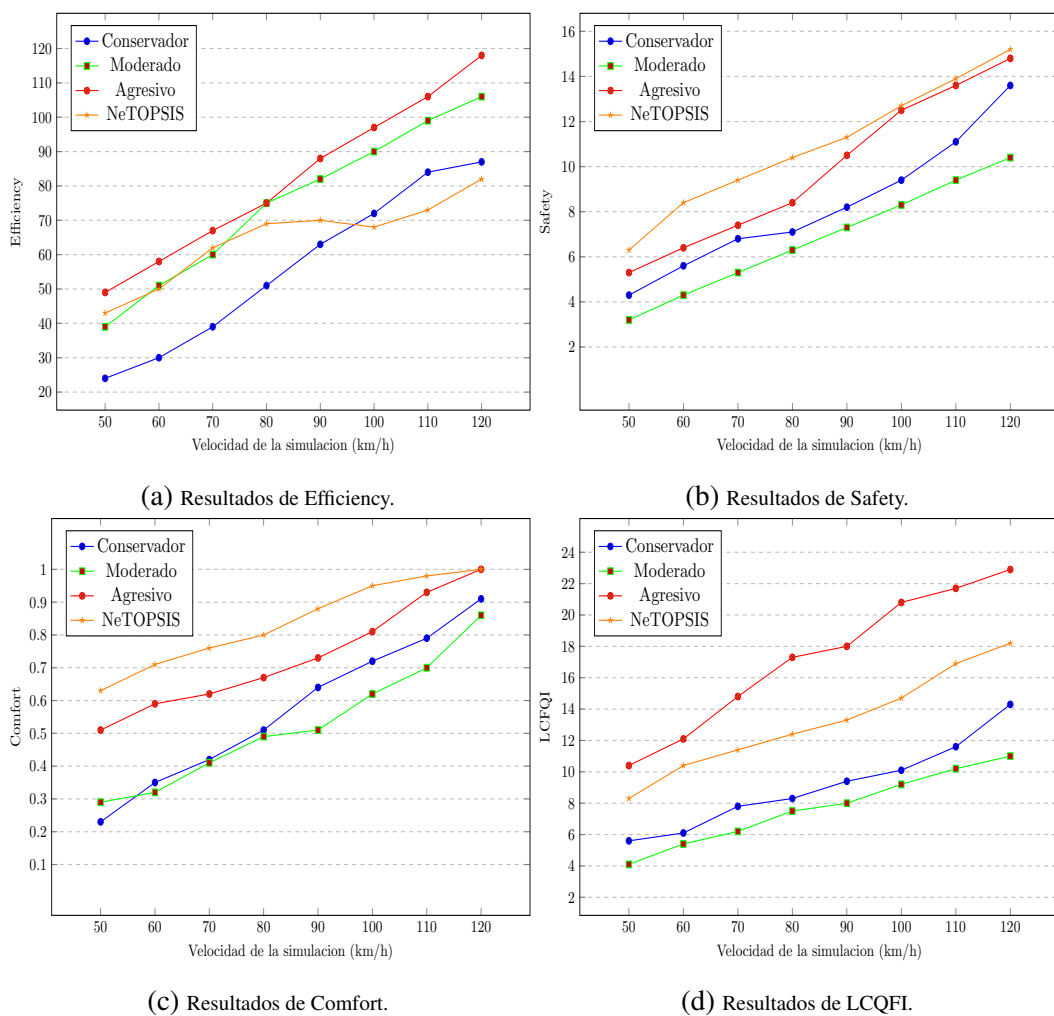 Conservador
Moderado
Agresivo
NeTOPSIS
120
110
100
90
80
70
60
50
40
30
20
Efficiency
50 60 70 80 90 100 110 120
Velocidad de la simulacion (km/h)
(a) Resultados de Efficiency.
Conservador
Moderado
Agresivo
NeTOPSIS
16
14
12
10
8
6
4
2
Safety
50 60 70 80 90 100 110 120
Velocidad de la simulacion (km/h)
(b) Resultados de Safety.
Conservador
Moderado
Agresivo
NeTOPSIS
1
0.9
0.8
0.7
0.6
0.5
0.4
0.3
0.2
0.1
Comfort
50 60 70 80 90 100 110 120
Velocidad de la simulacion (km/h)
(c) Resultados de Comfort.
Conservador
Moderado
Agresivo
NeTOPSIS
24
22
20
18
16
14
12
10
8
6
4
2
LCFQI
50 60 70 80 90 100 110 120
Velocidad de la simulacion (km/h)
(d) Resultados de LCQFI.